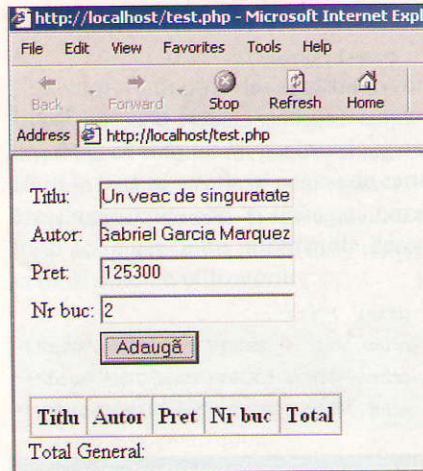 http://localhost/test.php - Microsoft Internet Expl
File Edit View Favorites Tools Help
Back Forward Stop Refresh Home
Address http://localhost/test.php
Titlu: Un veac de singuratate
Autor: Gabriel Garcia Marquez
Pret: 125300
Nr buc: 2
Adaugă
Titlu Autor Pret Nr buc Total
Total General: